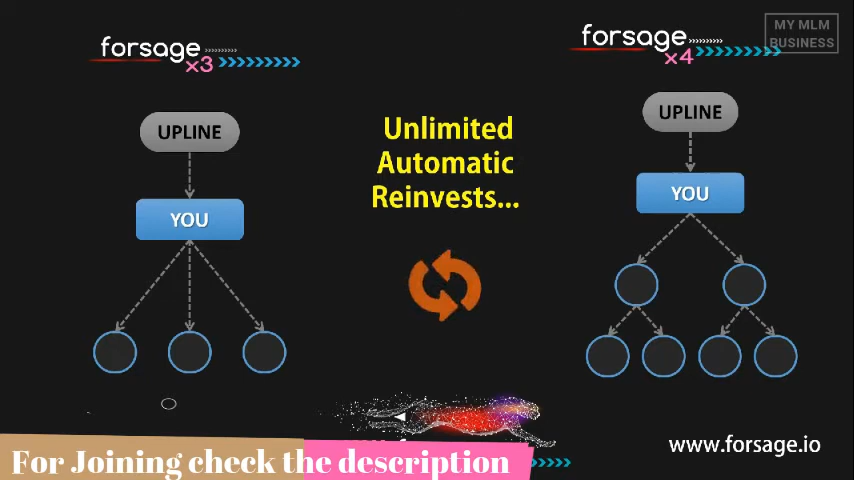 forsage
x3
forsage
x4
MY MLM
BUSINESS
UPLINE
YOU
Unlimited
Automatic
Reinvests...
UPLINE
YOU
www.forsage.io
For Joining check the description